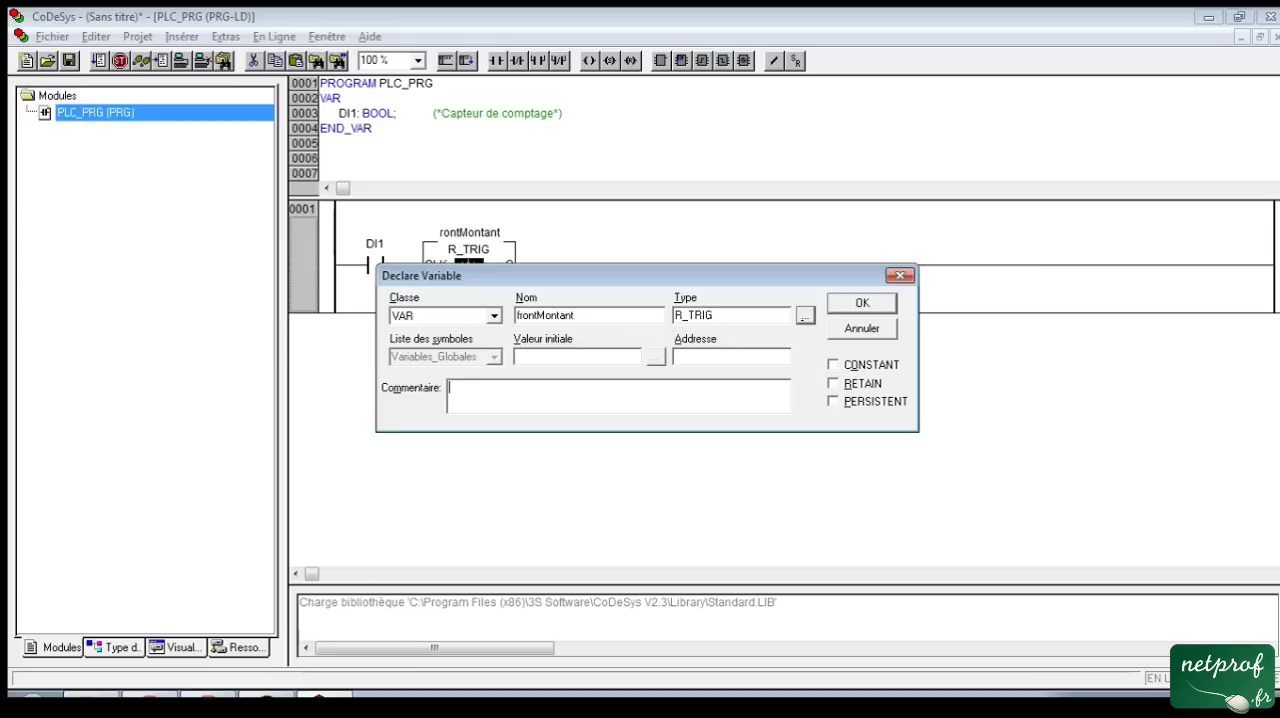 CoDeSys - (Sans titre)* - [PLC_PRG (PRG-LD)]
Fichier Editer Projet Insérer Extras En Ligne Fenêtre Aide
100 %
Modules
PLC_PRG (PRG)
0001 PROGRAM PLC_PRG
0002 VAR
0003 DI1: BOOL; (*Capteur de comptage*)
0004 END_VAR
0005
0006
0007
0001
rontMontant
DI1
R_TRIG
Declare Variable
Classe Nom Type
VAR frontMontant R_TRIG ... OK
Liste des symboles Valeur initiale Addresse Annuler
Variables_Globales ...
CONSTANT
Commentaire: RETAIN
PERSISTENT
Charge bibliothèque 'C:\Program Files (x86)\3S Software\CoDeSys V2.3\Library\Standard.LIB'
Modules Type d... Visual... Resso...
EN L
netprof
.fr